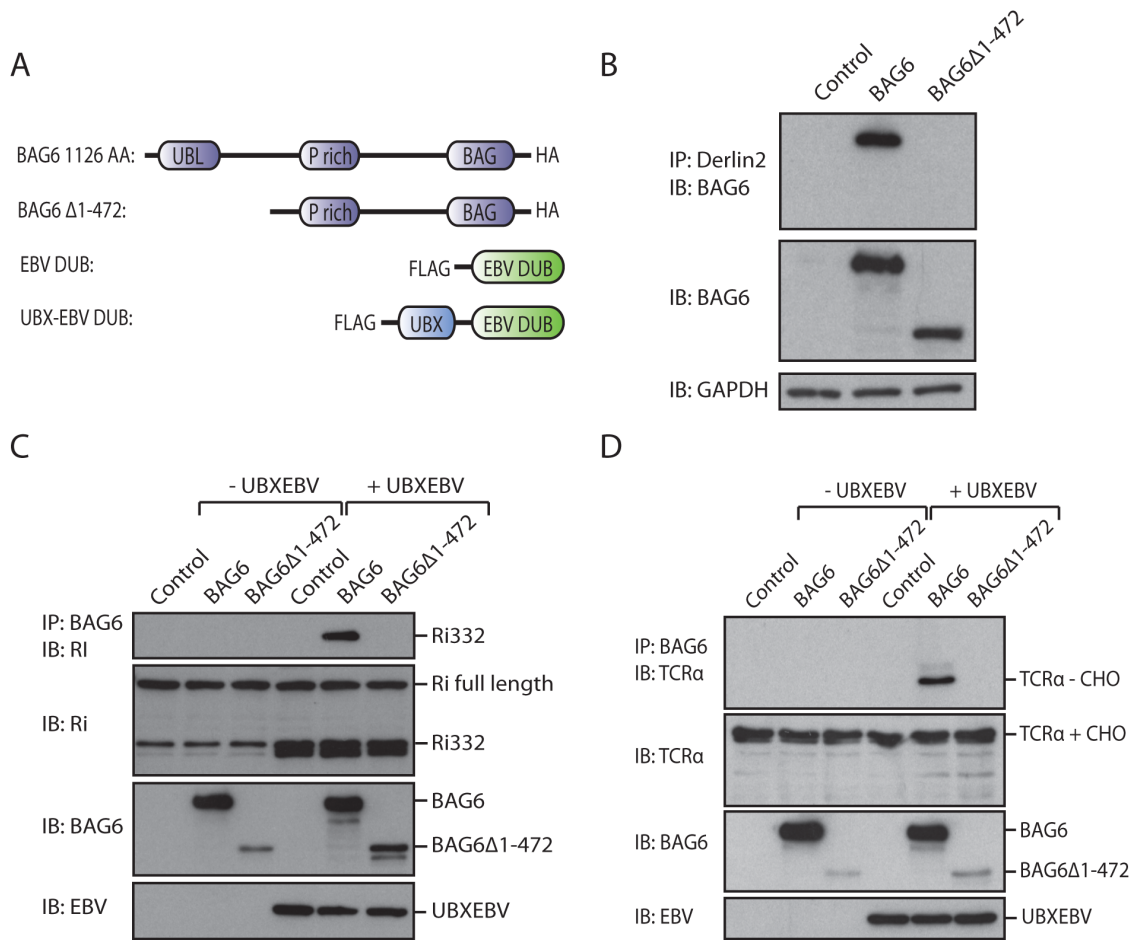 A
BAG6 1126 AA:
UBL
P rich
BAG
HA
BAG6 Δ1-472:
P rich
BAG
HA
EBV DUB:
FLAG
EBV DUB
UBX-EBV DUB:
FLAG
UBX
EBV DUB
B
Control
BAG6
BAG6Δ1-472
IP: Derlin2
IB: BAG6
IB: BAG6
IB: GAPDH
C
- UBXEBV
+ UBXEBV
Control
BAG6
BAG6Δ1-472
Control
BAG6
BAG6Δ1-472
IP: BAG6
IB: RI
Ri332
IB: Ri
Ri full length
Ri332
IB: BAG6
BAG6
BAG6Δ1-472
IB: EBV
UBXEBV
D
- UBXEBV
+ UBXEBV
Control
BAG6
BAG6Δ1-472
Control
BAG6
BAG6Δ1-472
IP: BAG6
IB: TCRα
TCRα - CHO
IB: TCRα
TCRα + CHO
IB: BAG6
BAG6
BAG6Δ1-472
IB: EBV
UBXEBV